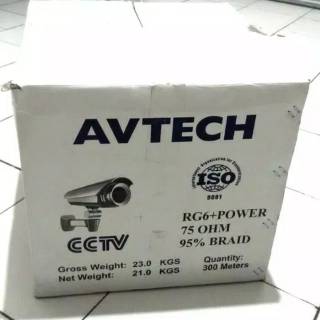 AVTECH
ISO
9001
CCTV
RG6+POWER
75 OHM
95% BRAID
Gross Weight: 23.0 KGS
Net Weight: 21.0 KGS
Quantity:
300 Meters